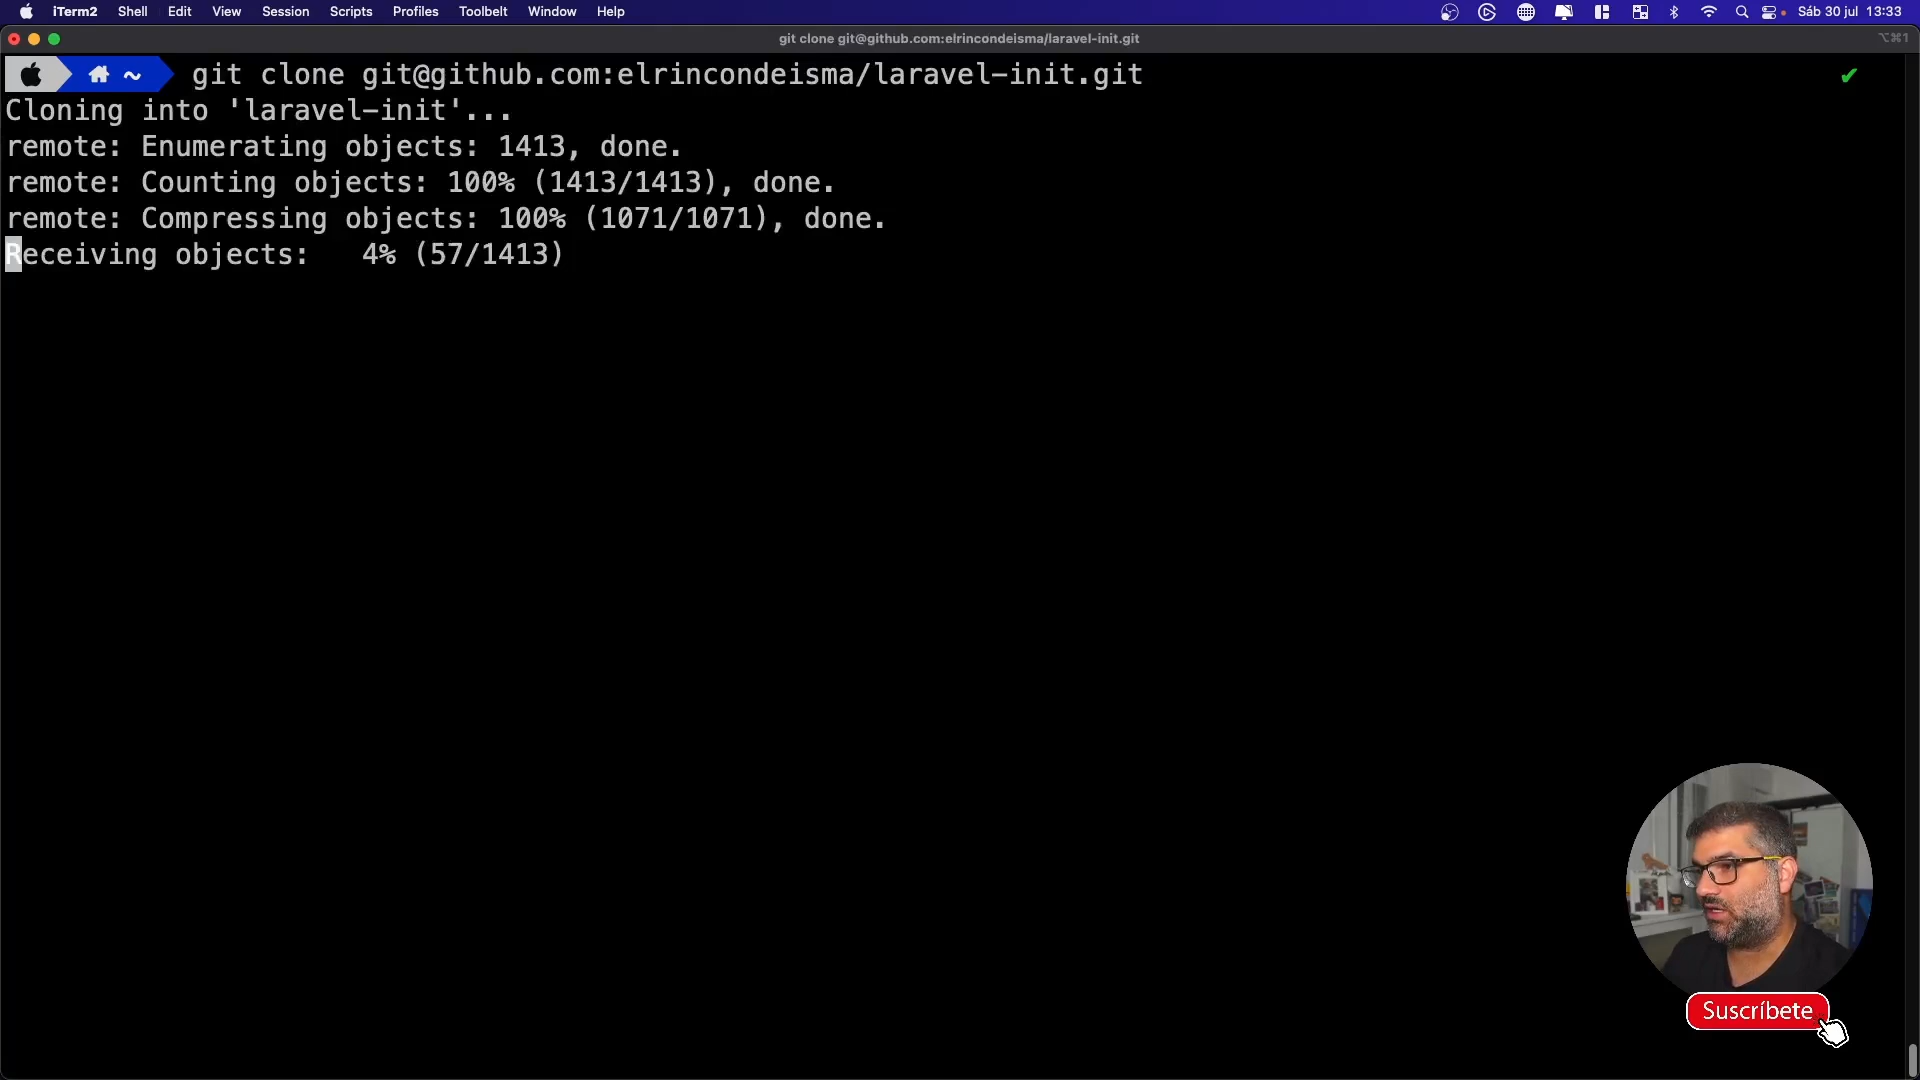 iTerm2 Shell Edit View Session Scripts Profiles Toolbelt Window Help Sáb 30 jul 13:33
git clone git@github.com:elrincondeisma/laravel-init.git ⌥⌘1
~ git clone git@github.com:elrincondeisma/laravel-init.git ✔
Cloning into 'laravel-init'...
remote: Enumerating objects: 1413, done.
remote: Counting objects: 100% (1413/1413), done.
remote: Compressing objects: 100% (1071/1071), done.
Receiving objects:   4% (57/1413)
Suscríbete